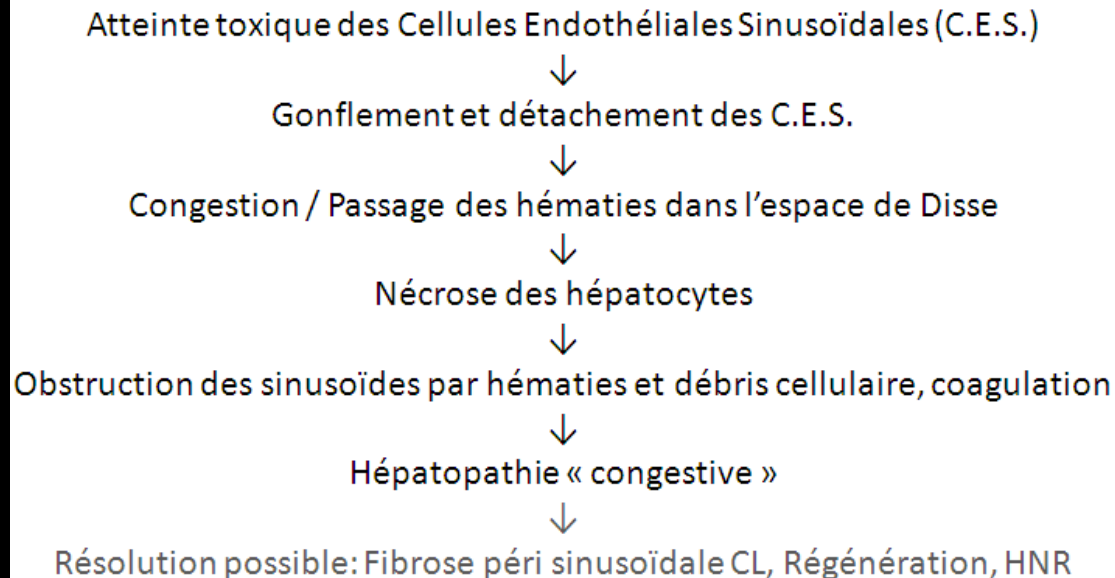 Atteinte toxique des Cellules Endothéliales Sinusoïdales (C.E.S.)
↓
Gonflement et détachement des C.E.S.
↓
Congestion / Passage des hématies dans l'espace de Disse
↓
Nécrose des hépatocytes
↓
Obstruction des sinusoïdes par hématies et débris cellulaire, coagulation
↓
Hépatopathie « congestive »
↓
Résolution possible: Fibrose péri sinusoïdale CL, Régénération, HNR